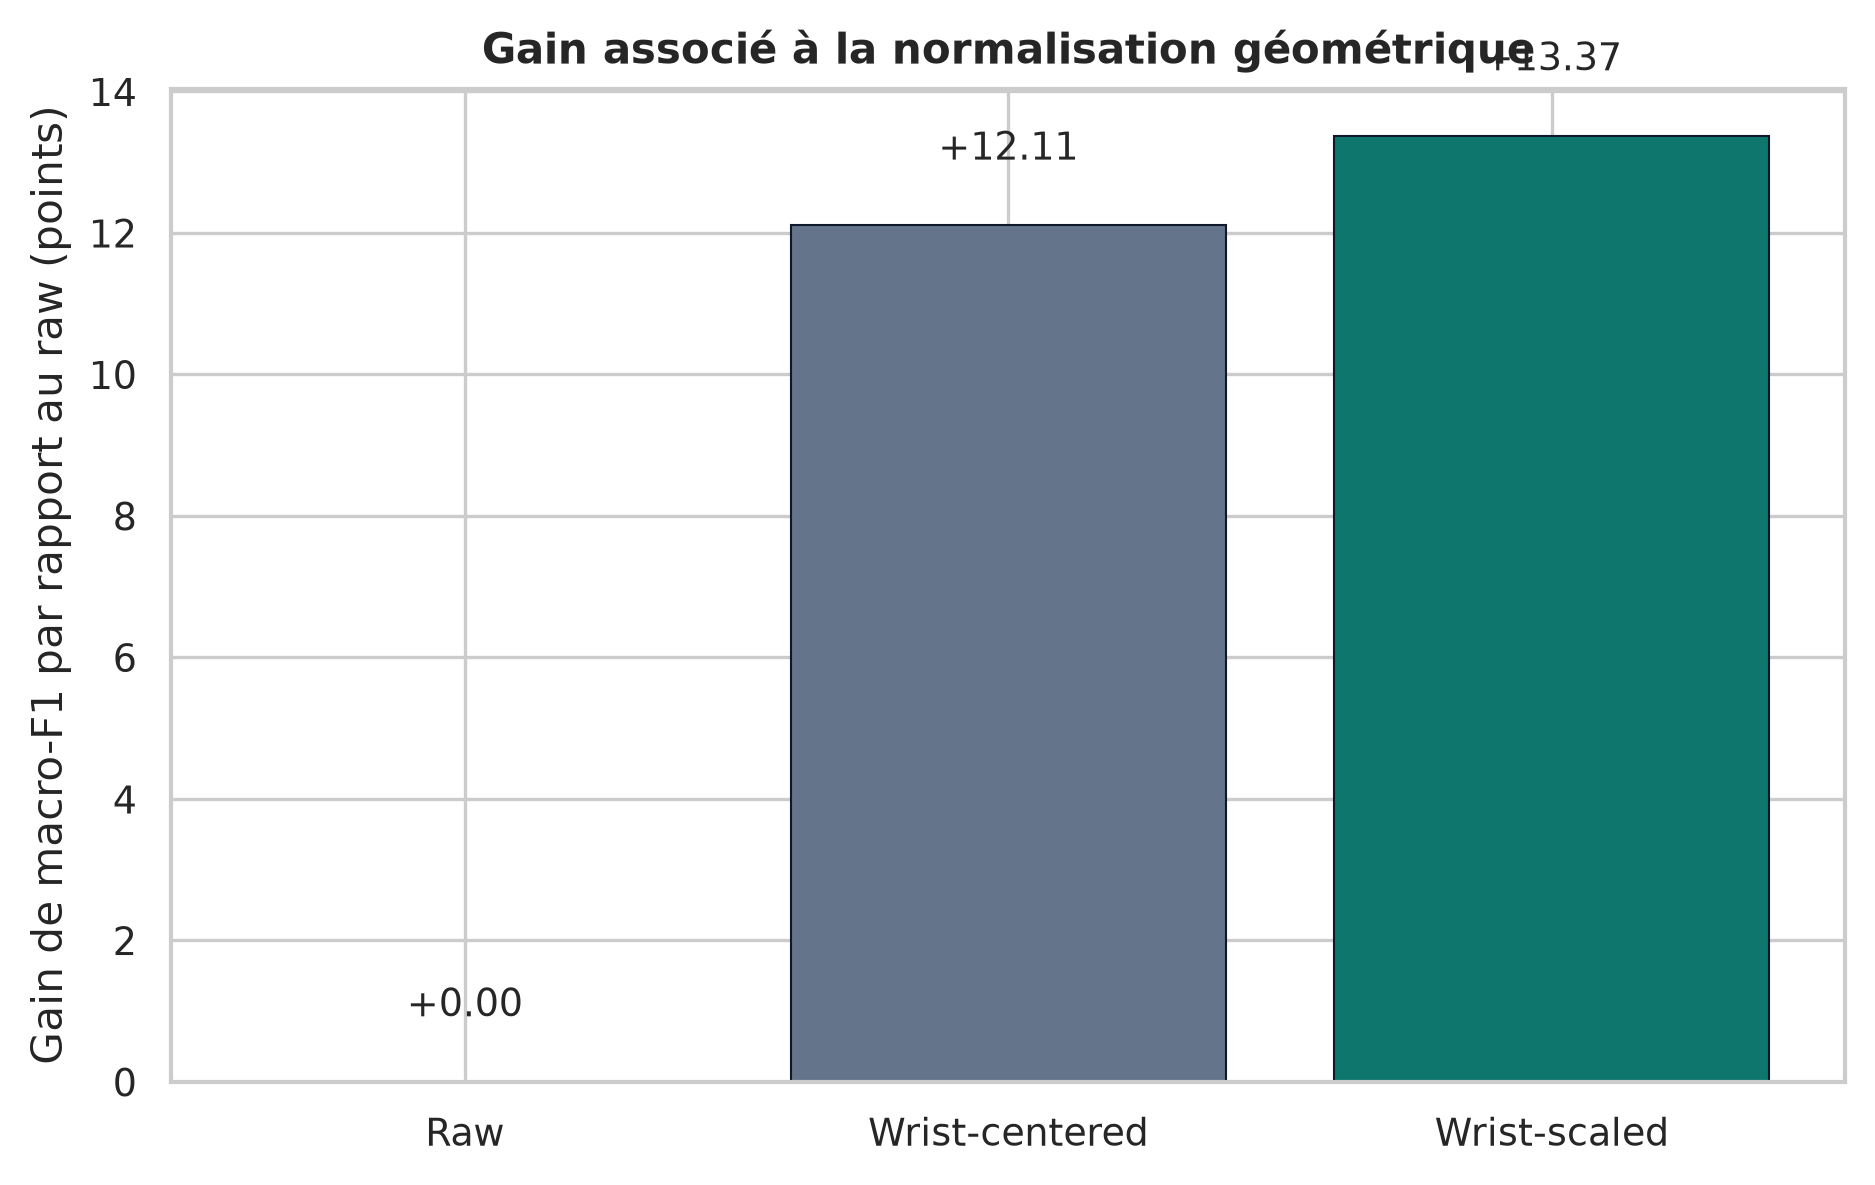 Gain associé à la normalisation géométrique
+13.37
Gain de macro-F1 par rapport au raw (points)
14
12
10
8
6
4
2
0
+0.00
+12.11
Raw
Wrist-centered
Wrist-scaled